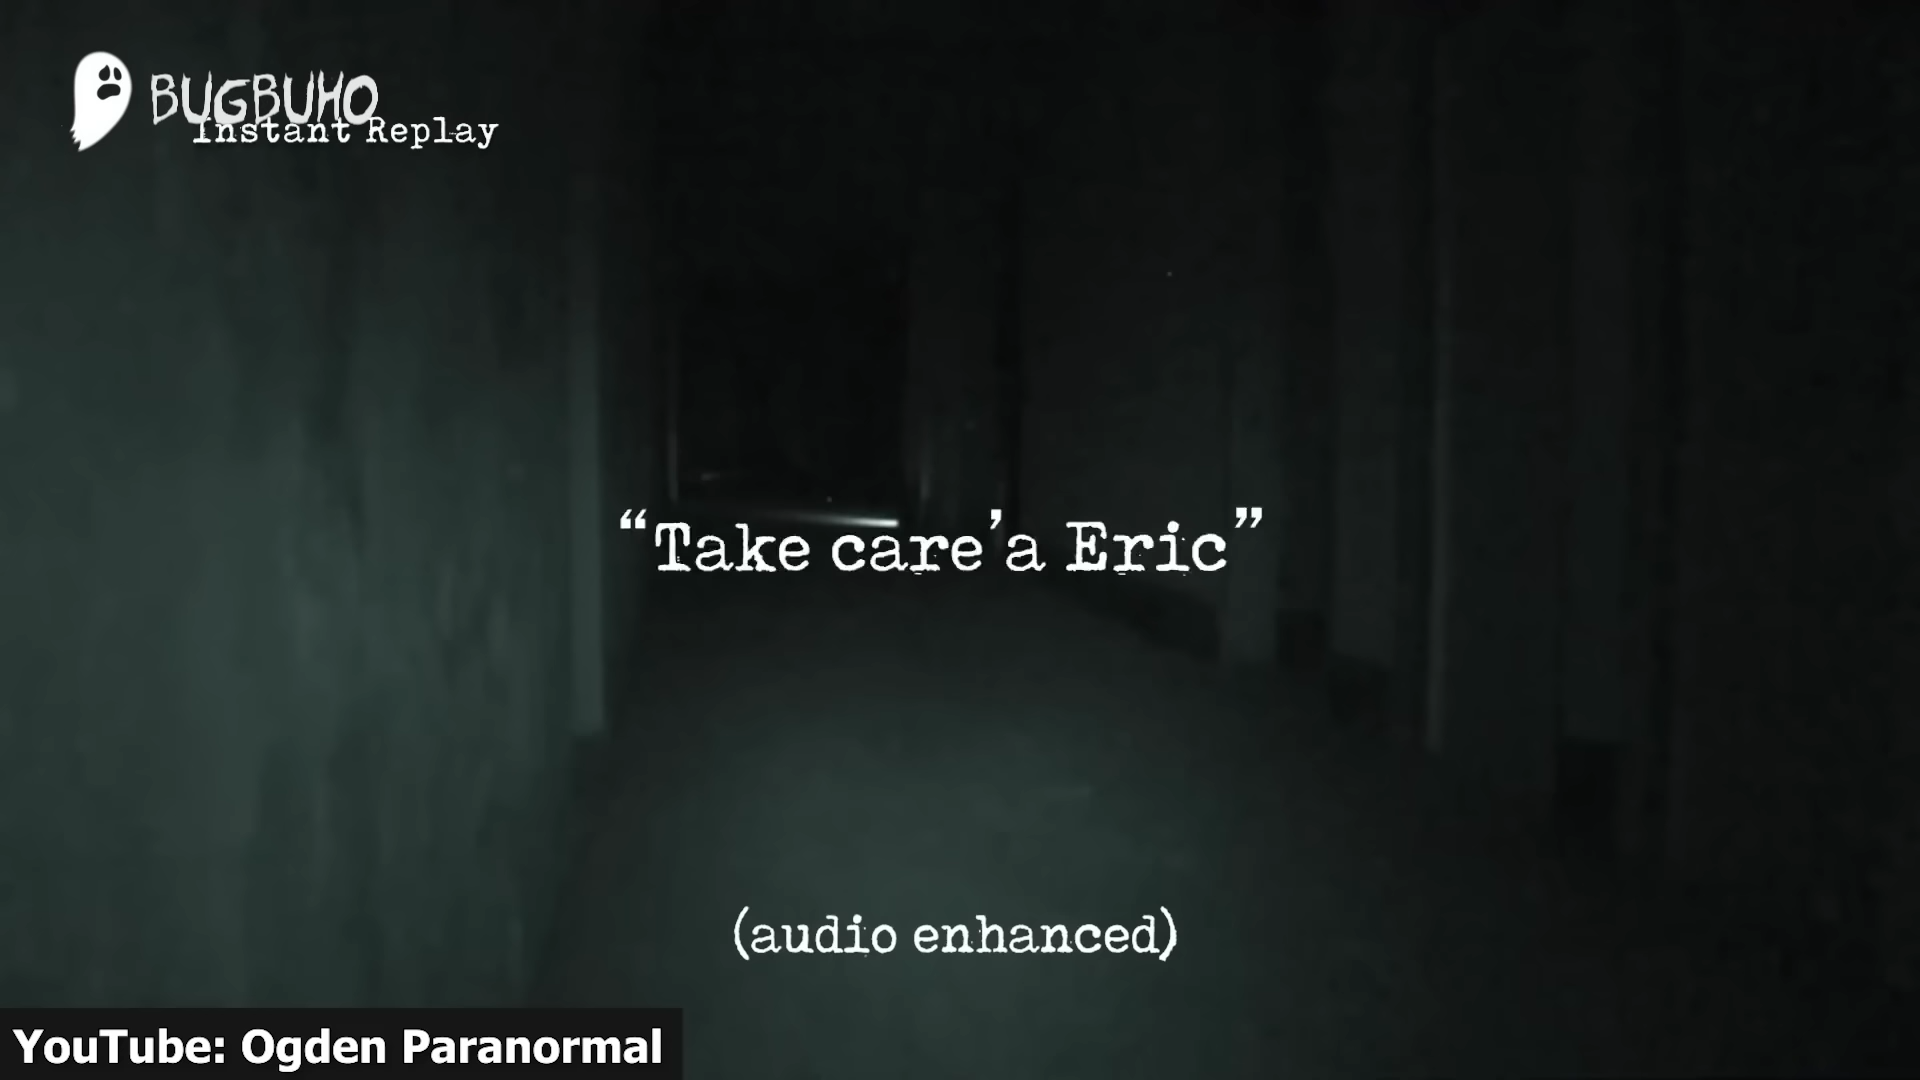 BUGBUHO
Instant Replay
“Take care’a Eric”
(audio enhanced)
YouTube: Ogden Paranormal